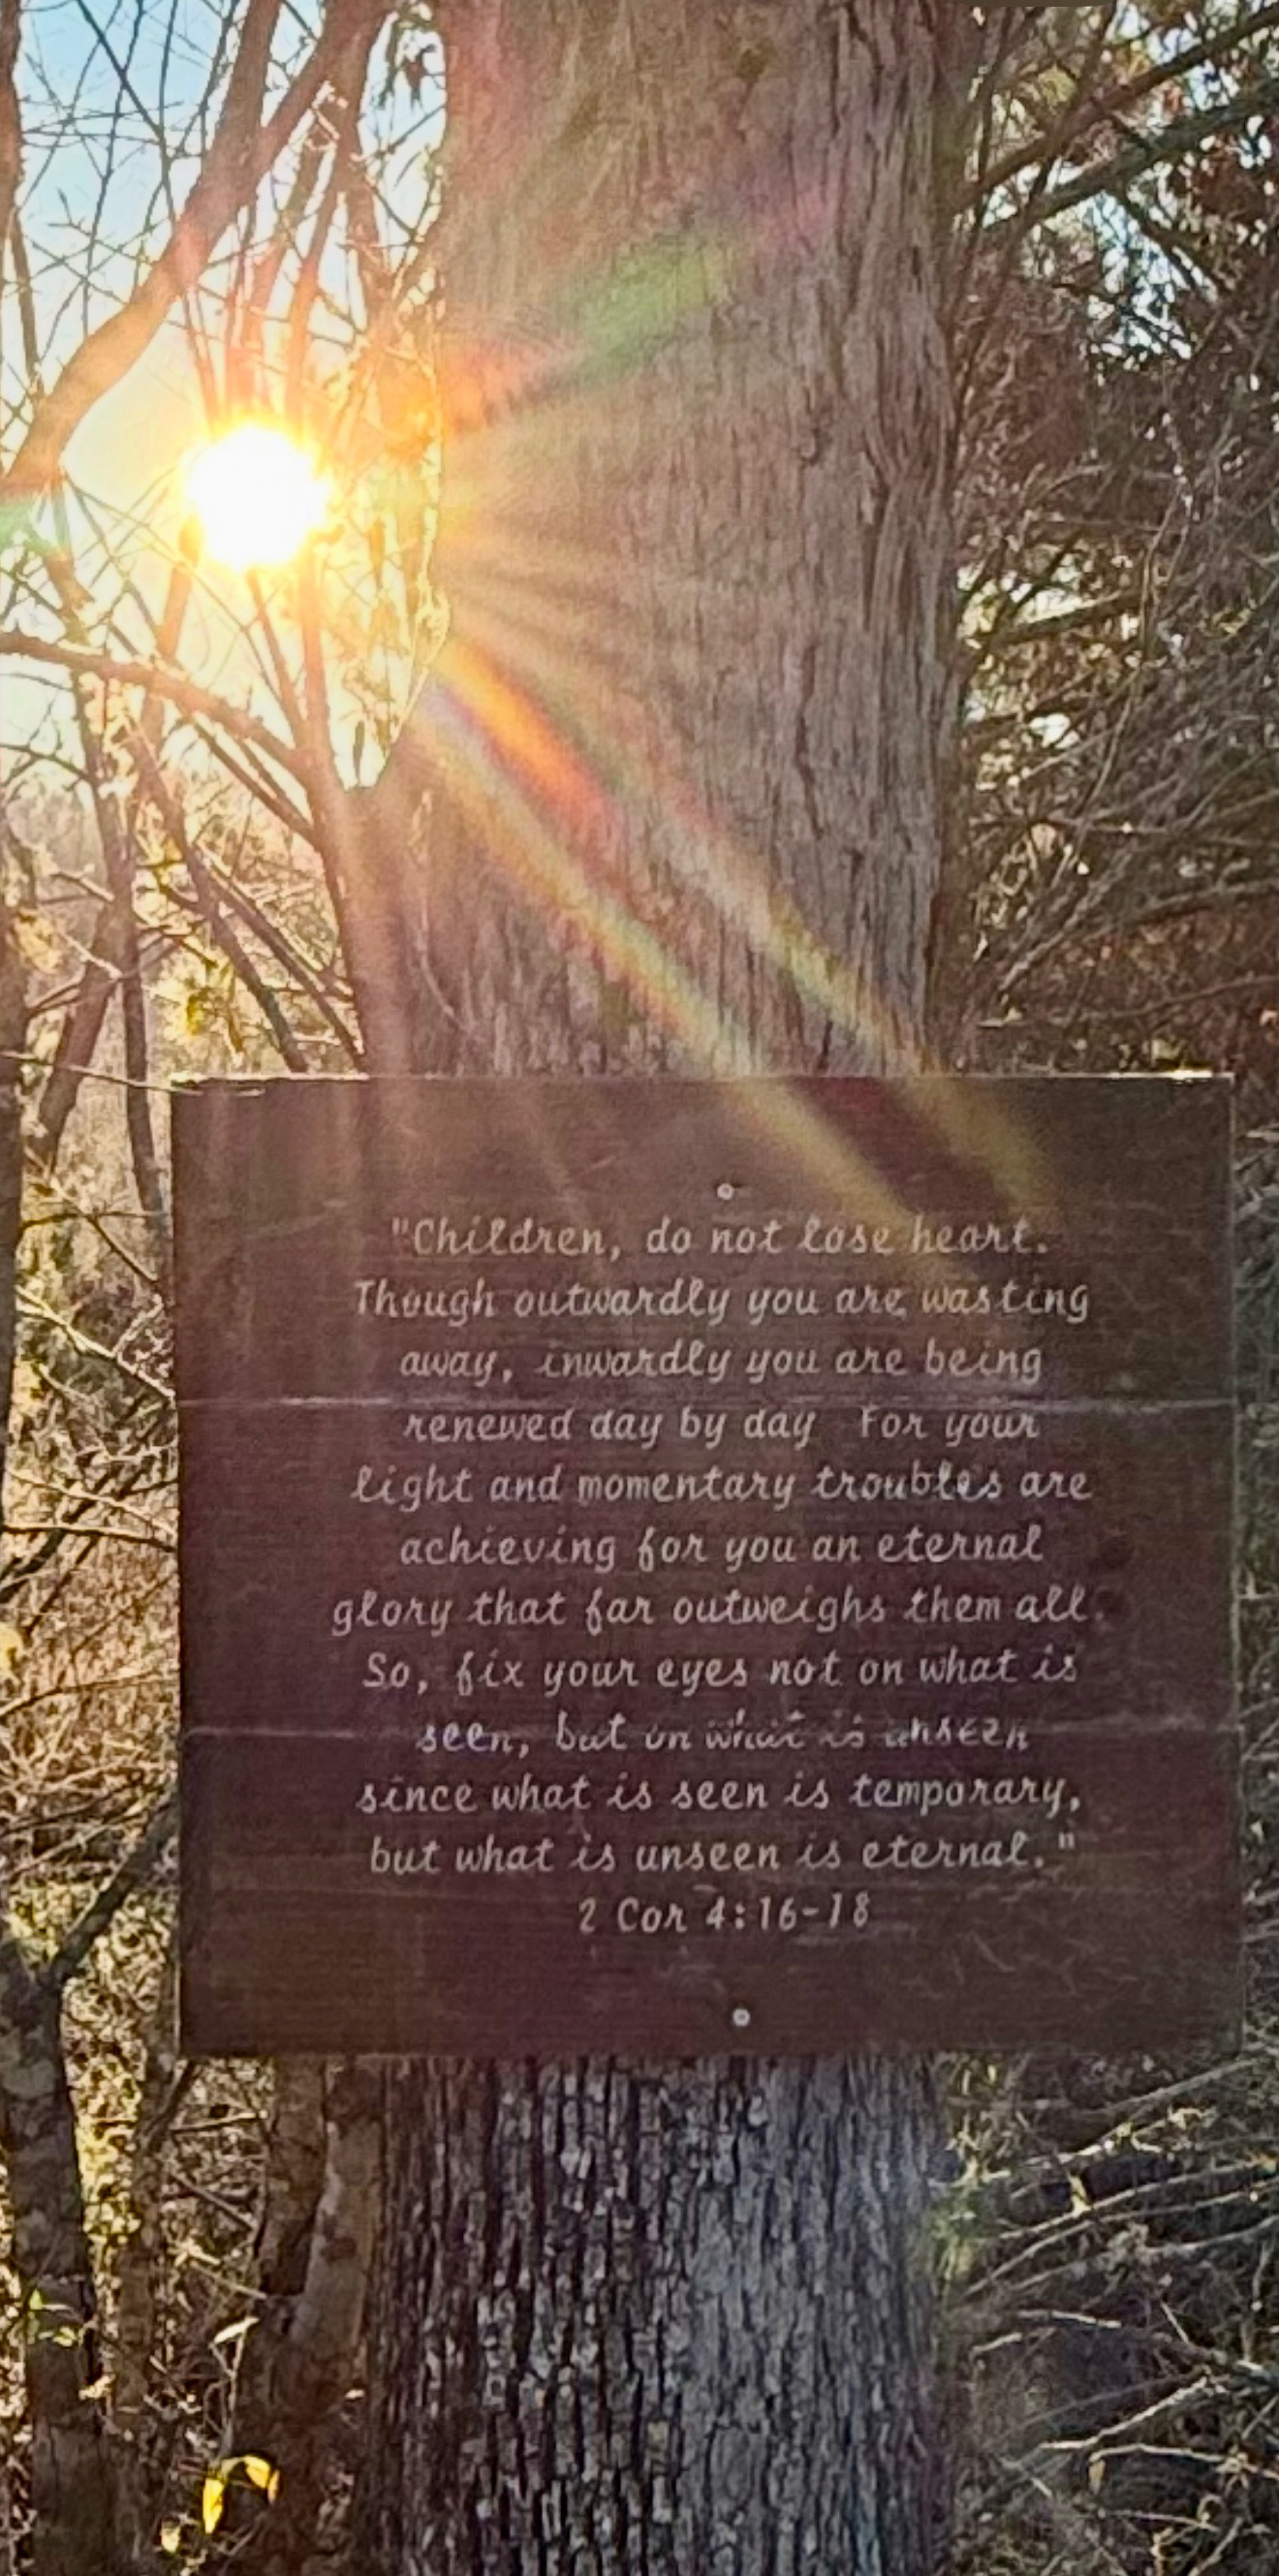 "Children, do not lose heart.
Though outwardly you are wasting
away, inwardly you are being
renewed day by day For your
light and momentary troubles are
achieving for you an eternal
glory that far outweighs them all.
So, fix your eyes not on what is
seen, but on what is unseen
since what is seen is temporary,
but what is unseen is eternal."
2 Cor 4:16-18